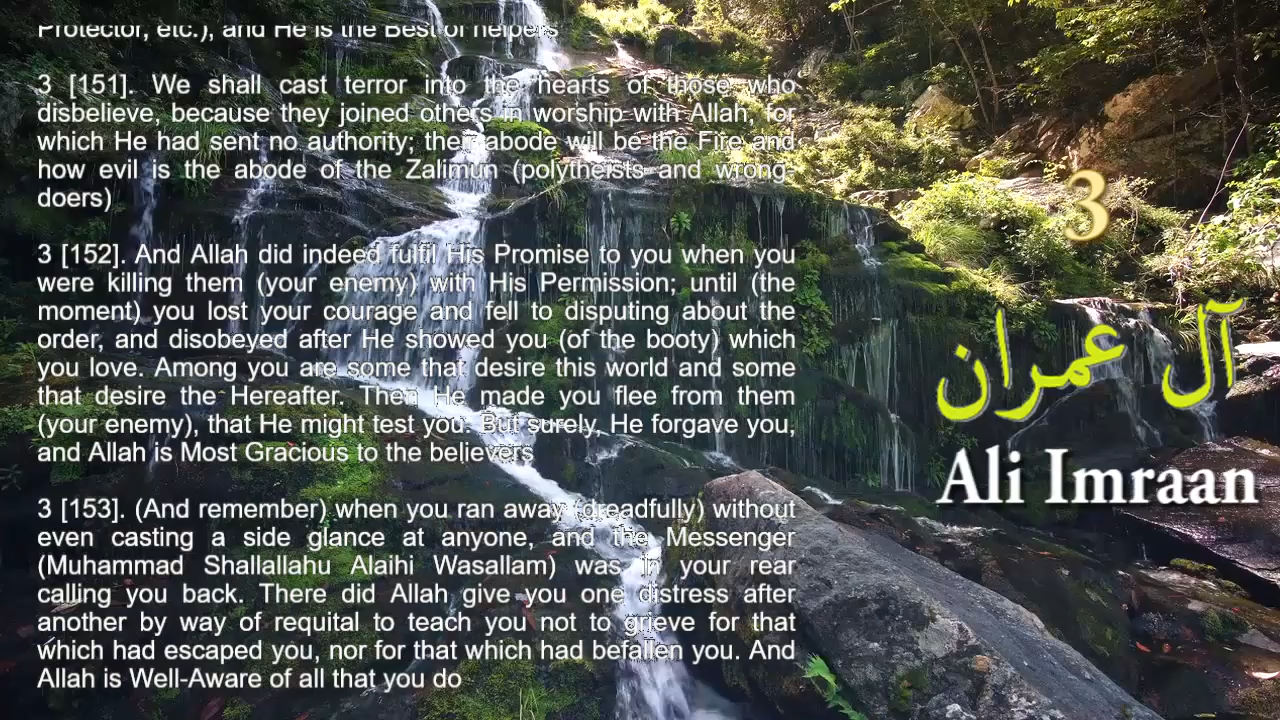 Protector, etc.), and He is the Best of helpers
3 [151]. We shall cast terror into the hearts of those who
disbelieve, because they joined others in worship with Allah, for
which He had sent no authority; their abode will be the Fire and
how evil is the abode of the Zalimun (polytheists and wrong-
doers)
3 [152]. And Allah did indeed fulfil His Promise to you when you
were killing them (your enemy) with His Permission; until (the
moment) you lost your courage and fell to disputing about the
order, and disobeyed after He showed you (of the booty) which
you love. Among you are some that desire this world and some
that desire the Hereafter. Then He made you flee from them
(your enemy), that He might test you. But surely, He forgave you,
and Allah is Most Gracious to the believers
3 [153]. (And remember) when you ran away (dreadfully) without
even casting a side glance at anyone, and the Messenger
(Muhammad Shallallahu Alaihi Wasallam) was in your rear
calling you back. There did Allah give you one distress after
another by way of requital to teach you not to grieve for that
which had escaped you, nor for that which had befallen you. And
Allah is Well-Aware of all that you do
3
آل عمران
Ali Imraan